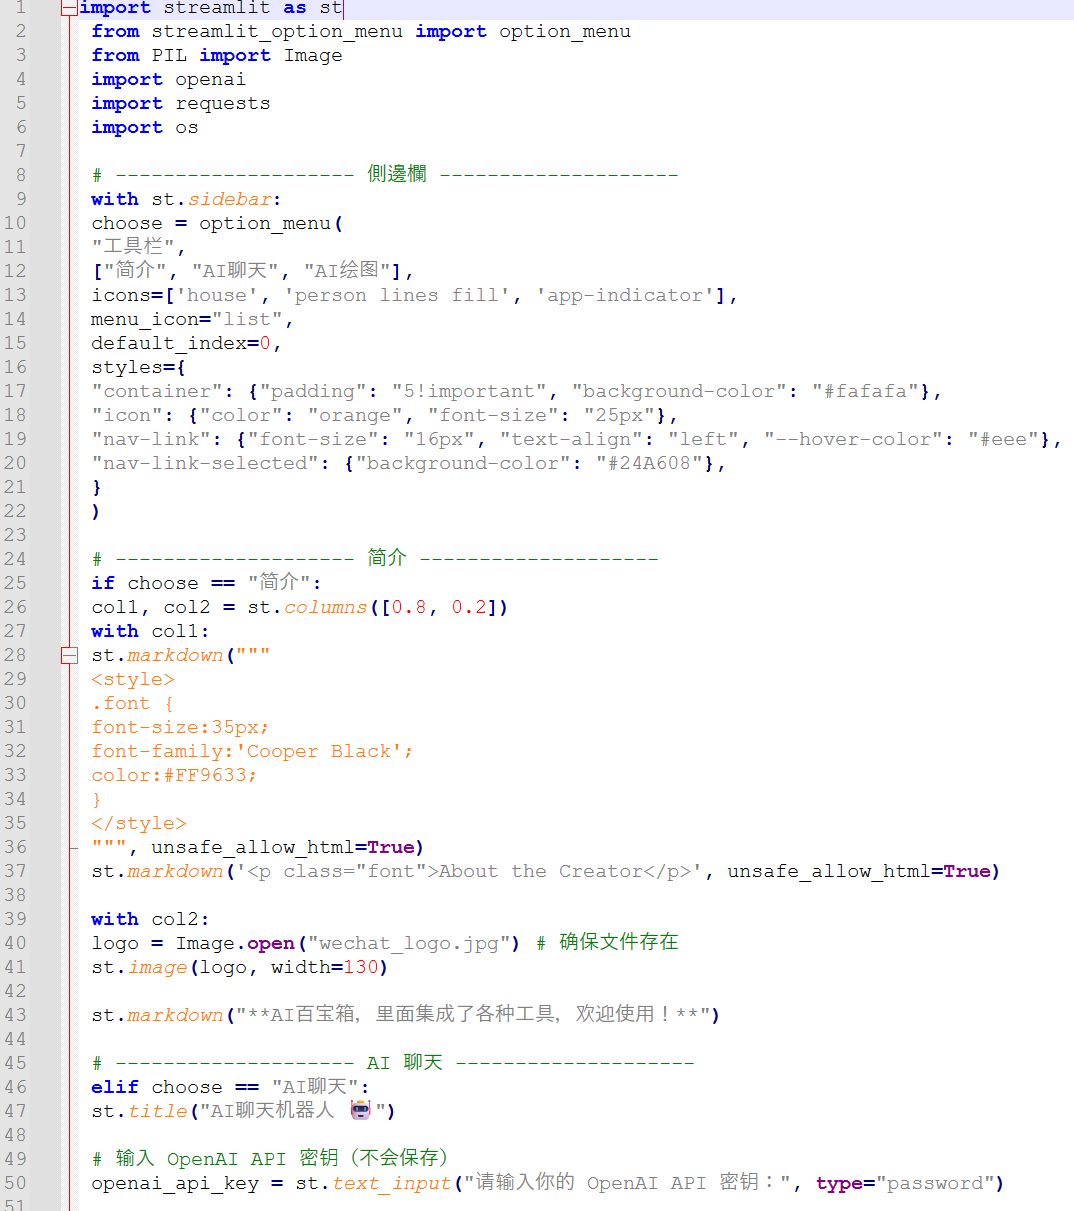 1 import streamlit as st
2 from streamlit_option_menu import option_menu
3 from PIL import Image
4 import openai
5 import requests
6 import os
7
8 # -------------------- 側邊欄 --------------------
9 with st.sidebar:
10 choose = option_menu(
11 "工具栏",
12 ["简介", "AI聊天", "AI绘图"],
13 icons=['house', 'person lines fill', 'app-indicator'],
14 menu_icon="list",
15 default_index=0,
16 styles={
17 "container": {"padding": "5!important", "background-color": "#fafafa"},
18 "icon": {"color": "orange", "font-size": "25px"},
19 "nav-link": {"font-size": "16px", "text-align": "left", "--hover-color": "#eee"},
20 "nav-link-selected": {"background-color": "#24A608"},
21 }
22 )
23
24 # -------------------- 简介 --------------------
25 if choose == "简介":
26 col1, col2 = st.columns([0.8, 0.2])
27 with col1:
28 st.markdown("""
29 <style>
30 .font {
31 font-size:35px;
32 font-family:'Cooper Black';
33 color:#FF9633;
34 }
35 </style>
36 """, unsafe_allow_html=True)
37 st.markdown('<p class="font">About the Creator</p>', unsafe_allow_html=True)
38
39 with col2:
40 logo = Image.open("wechat_logo.jpg") # 确保文件存在
41 st.image(logo, width=130)
42
43 st.markdown("**AI百宝箱，里面集成了各种工具，欢迎使用！**")
44
45 # -------------------- AI 聊天 --------------------
46 elif choose == "AI聊天":
47 st.title("AI聊天机器人 🤖")
48
49 # 输入 OpenAI API 密钥（不会保存）
50 openai_api_key = st.text_input("请输入你的 OpenAI API 密钥：", type="password")
51